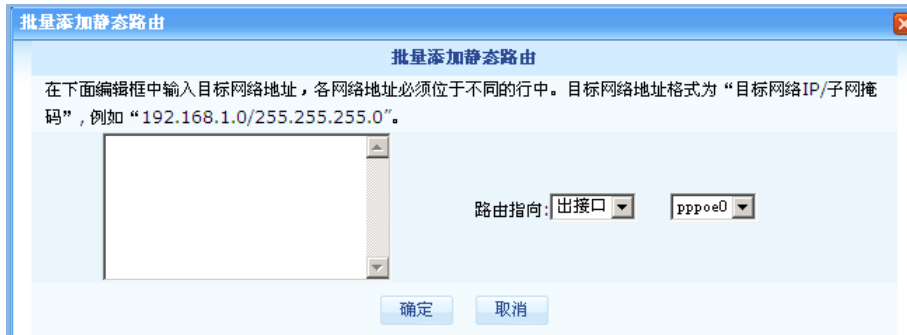 批量添加静态路由
批量添加静态路由
在下面编辑框中输入目标网络地址，各网络地址必须位于不同的行中。目标网络地址格式为“目标网络IP/子网掩
码”, 例如“192.168.1.0/255.255.255.0”。
路由指向: 出接口 pppoe0
确定 取消